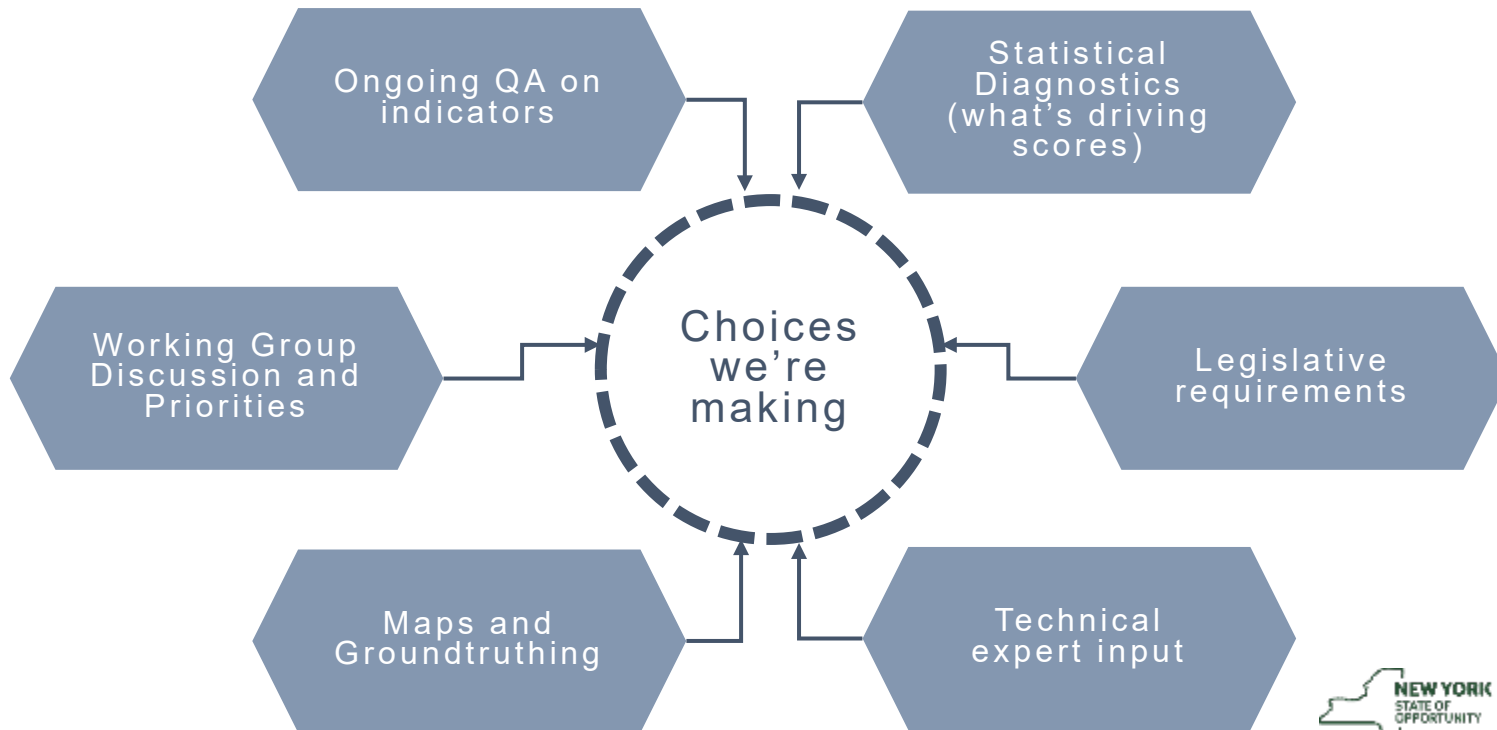 Ongoing QA on
indicators
Statistical
Diagnostics
(what’s driving
scores)
Working Group
Discussion and
Priorities
Choices
we’re
making
Legislative
requirements
Maps and
Groundtruthing
Technical
expert input
NEW YORK
STATE OF
OPPORTUNITY